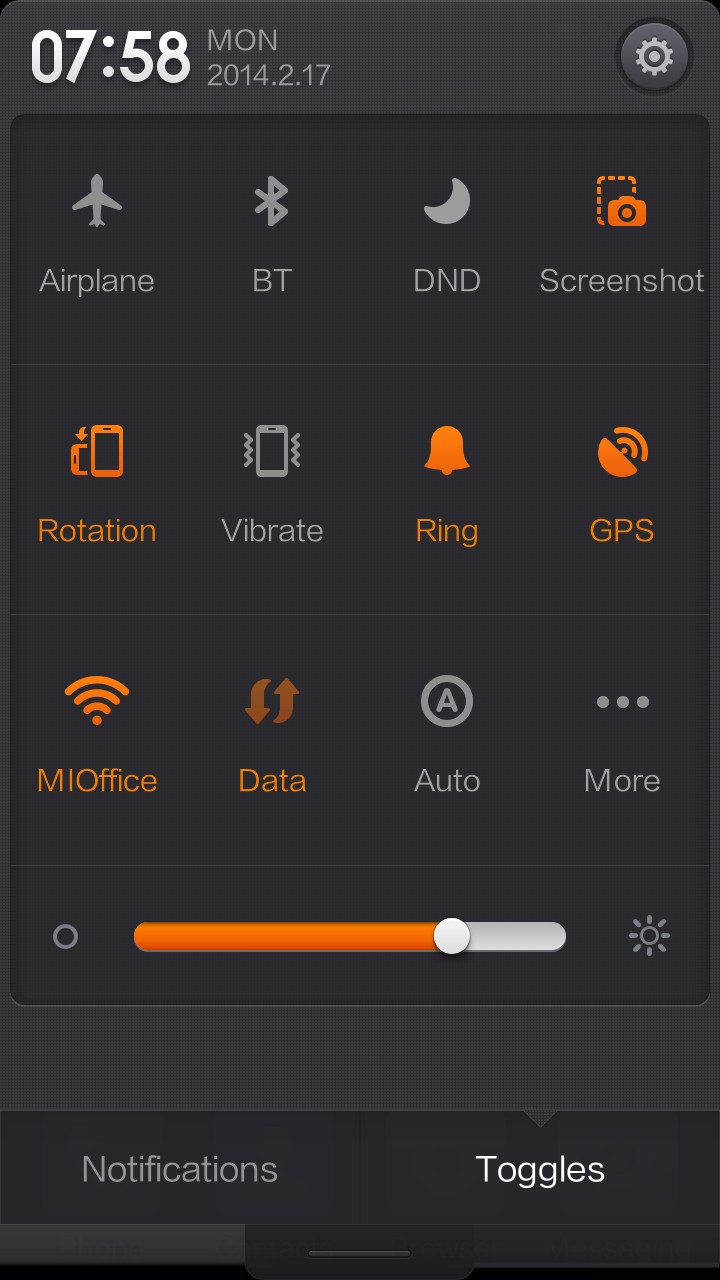 07:58
MON
2014.2.17
Airplane
BT
DND
Screenshot
Rotation
Vibrate
Ring
GPS
MIOffice
Data
A
Auto
More
Notifications
Toggles